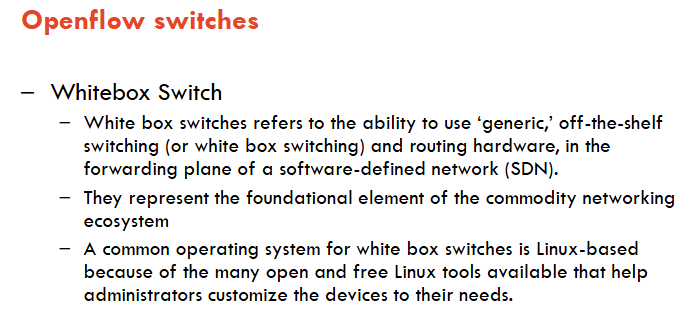 Openflow switches
– Whitebox Switch
– White box switches refers to the ability to use ‘generic,’ off-the-shelf
switching (or white box switching) and routing hardware, in the
forwarding plane of a software-defined network (SDN).
– They represent the foundational element of the commodity networking
ecosystem
– A common operating system for white box switches is Linux-based
because of the many open and free Linux tools available that help
administrators customize the devices to their needs.